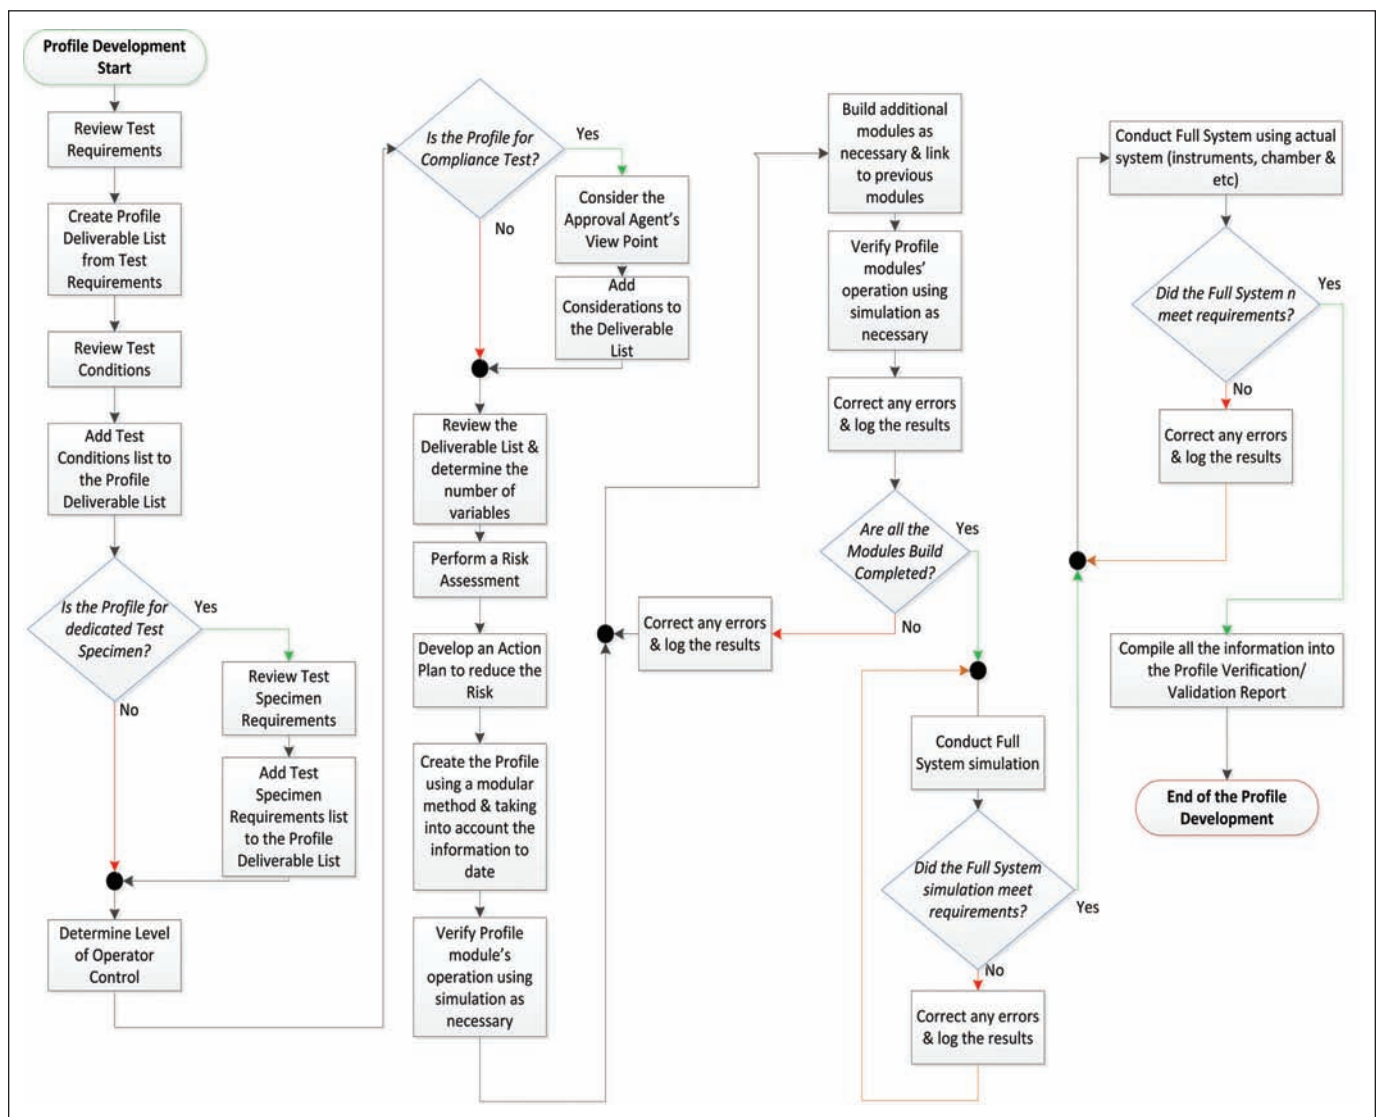 Profile Development
Start
Review Test
Requirements
Create Profile
Deliverable List
from Test
Requirements
Review Test
Conditions
Add Test
Conditions list to
the Profile
Deliverable List
Is the Profile for
dedicated Test
Specimen?
Yes
No
Review Test
Specimen
Requirements
Add Test
Specimen
Requirements list
to the Profile
Deliverable List
Determine Level
of Operator
Control
Is the Profile for
Compliance Test?
Yes
No
Consider the
Approval Agent's
View Point
Add
Considerations to
the Deliverable
List
Review the
Deliverable List &
determine the
number of
variables
Perform a Risk
Assessment
Develop an Action
Plan to reduce the
Risk
Create the Profile
using a modular
method & taking
into account the
information to
date
Verify Profile
module's
operation using
simulation as
necessary
Build additional
modules as
necessary & link
to previous
modules
Verify Profile
modules'
operation using
simulation as
necessary
Correct any errors
& log the results
Are all the
Modules Build
Completed?
Yes
No
Correct any errors
& log the results
Conduct Full
System simulation
Did the Full System
simulation meet
requirements?
Yes
No
Correct any errors
& log the results
Conduct Full System using actual
system (instruments, chamber &
etc)
Did the Full System n
meet requirements?
Yes
No
Correct any errors
& log the results
Compile all the information into
the Profile Verification/
Validation Report
End of the Profile
Development